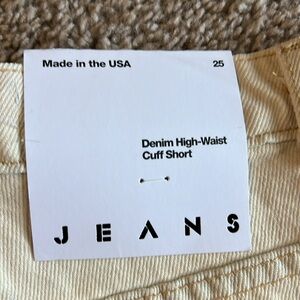 Made in the USA 25
Denim High-Waist
Cuff Short
JEANS